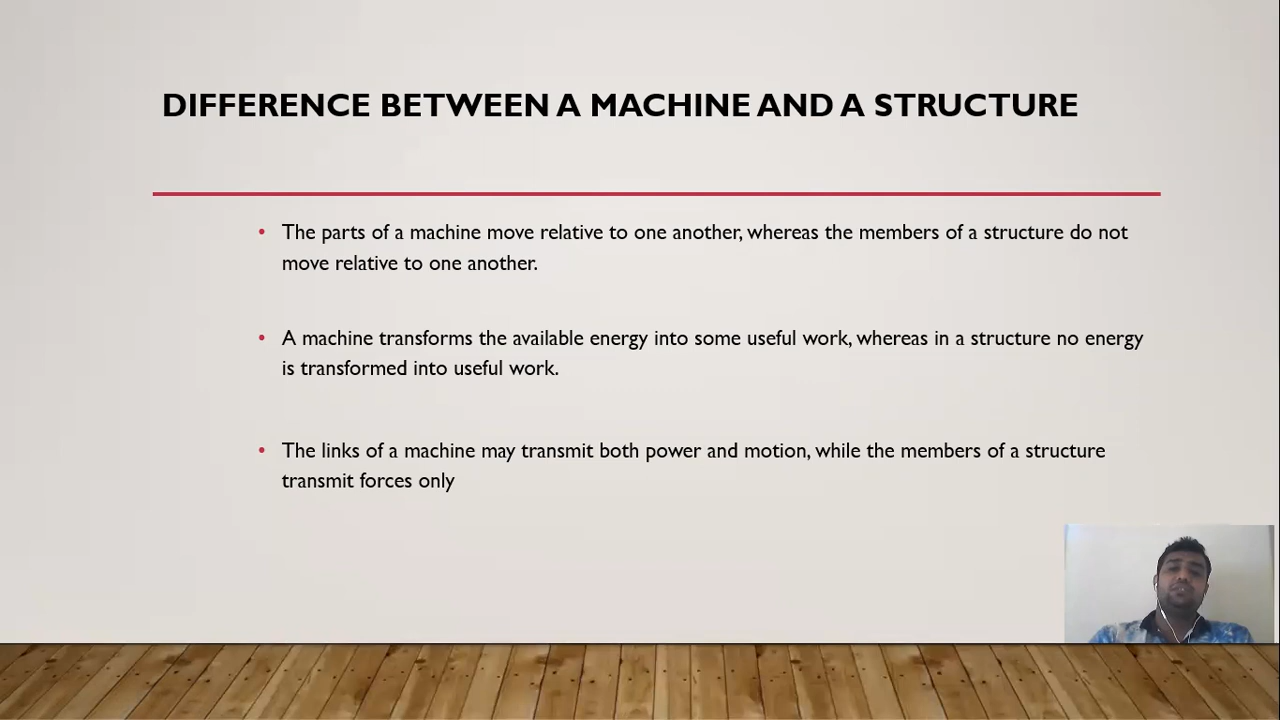 DIFFERENCE BETWEEN A MACHINE AND A STRUCTURE
• The parts of a machine move relative to one another, whereas the members of a structure do not
move relative to one another.
• A machine transforms the available energy into some useful work, whereas in a structure no energy
is transformed into useful work.
• The links of a machine may transmit both power and motion, while the members of a structure
transmit forces only